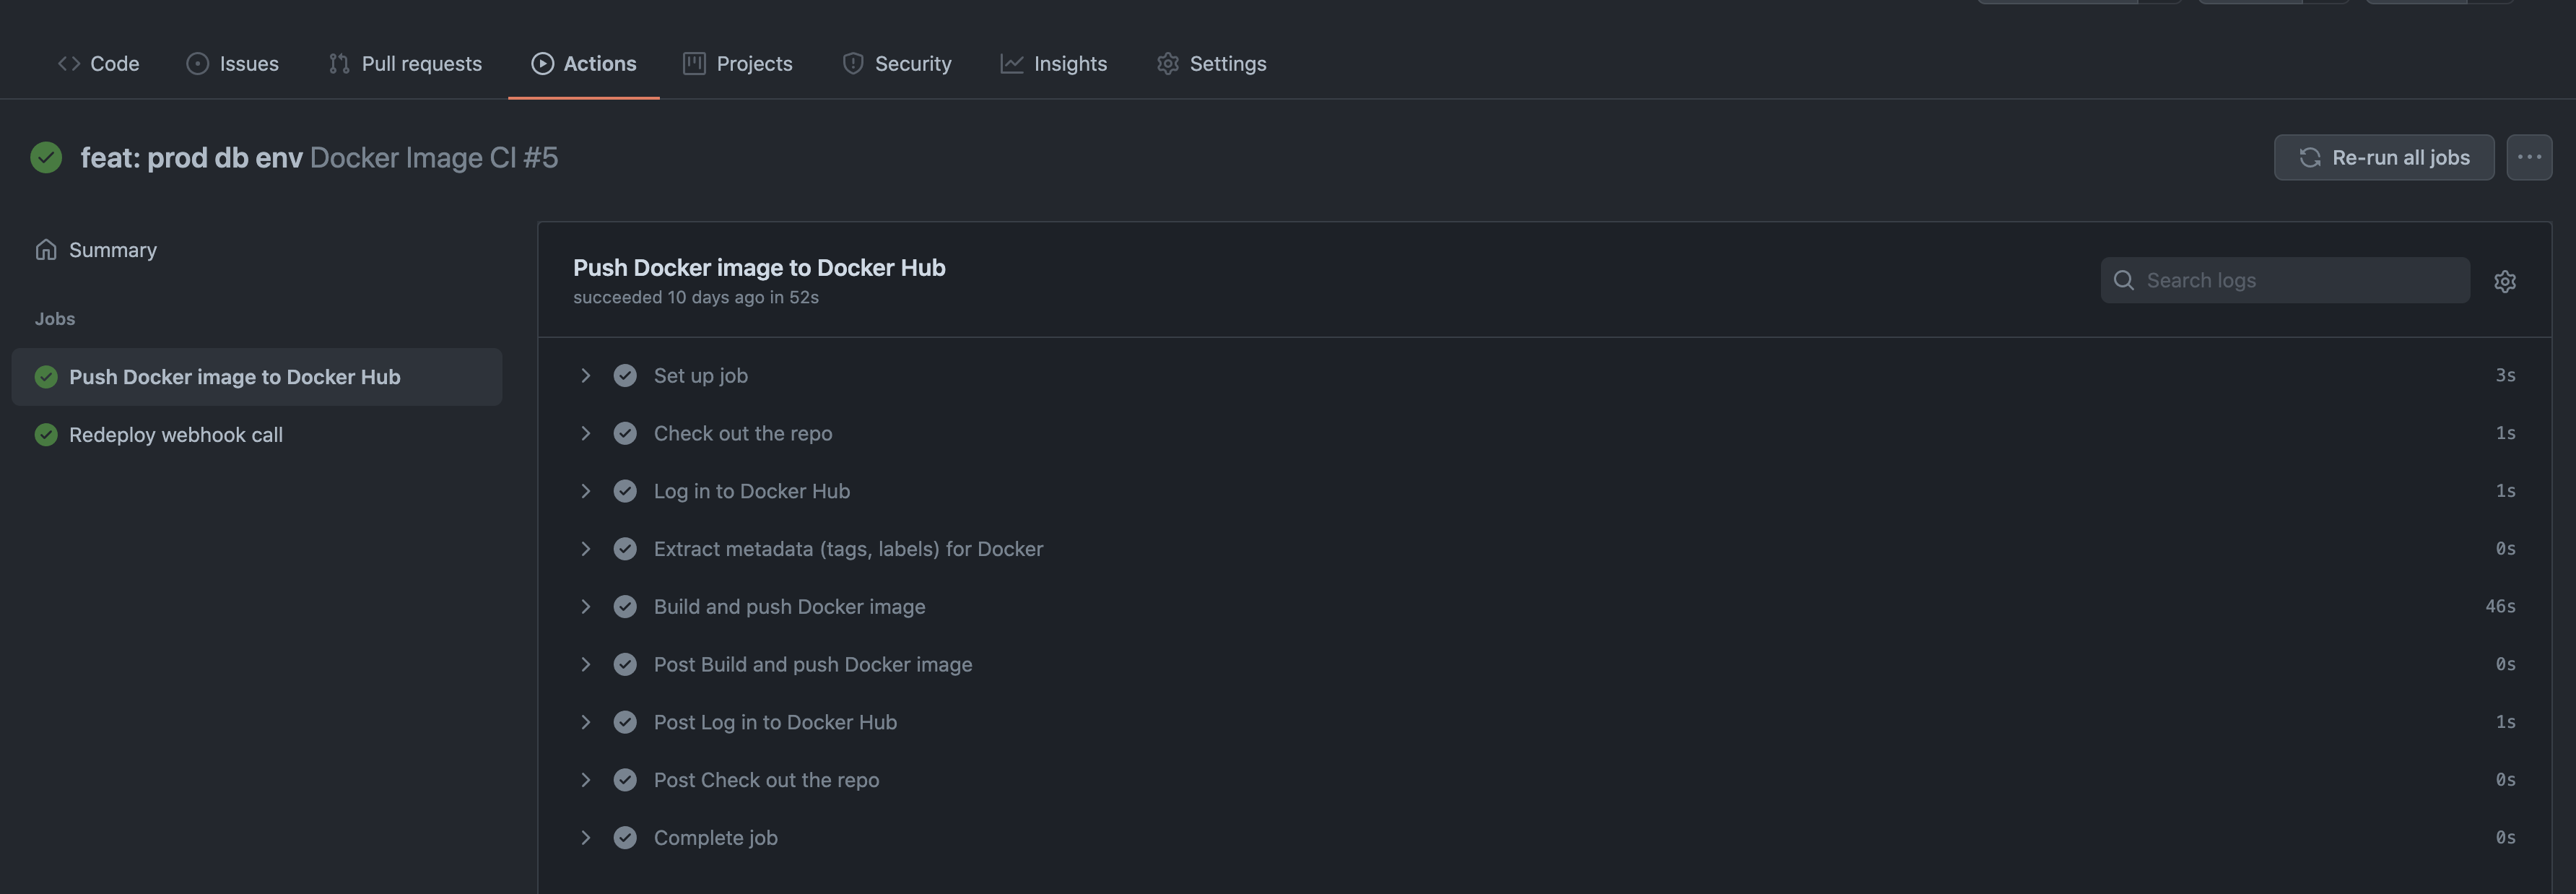 Code Issues Pull requests Actions Projects Security Insights Settings
feat: prod db env Docker Image CI #5
Re-run all jobs
Summary
Jobs
Push Docker image to Docker Hub
Redeploy webhook call
Push Docker image to Docker Hub
succeeded 10 days ago in 52s
Search logs
Set up job 3s
Check out the repo 1s
Log in to Docker Hub 1s
Extract metadata (tags, labels) for Docker 0s
Build and push Docker image 46s
Post Build and push Docker image 0s
Post Log in to Docker Hub 1s
Post Check out the repo 0s
Complete job 0s